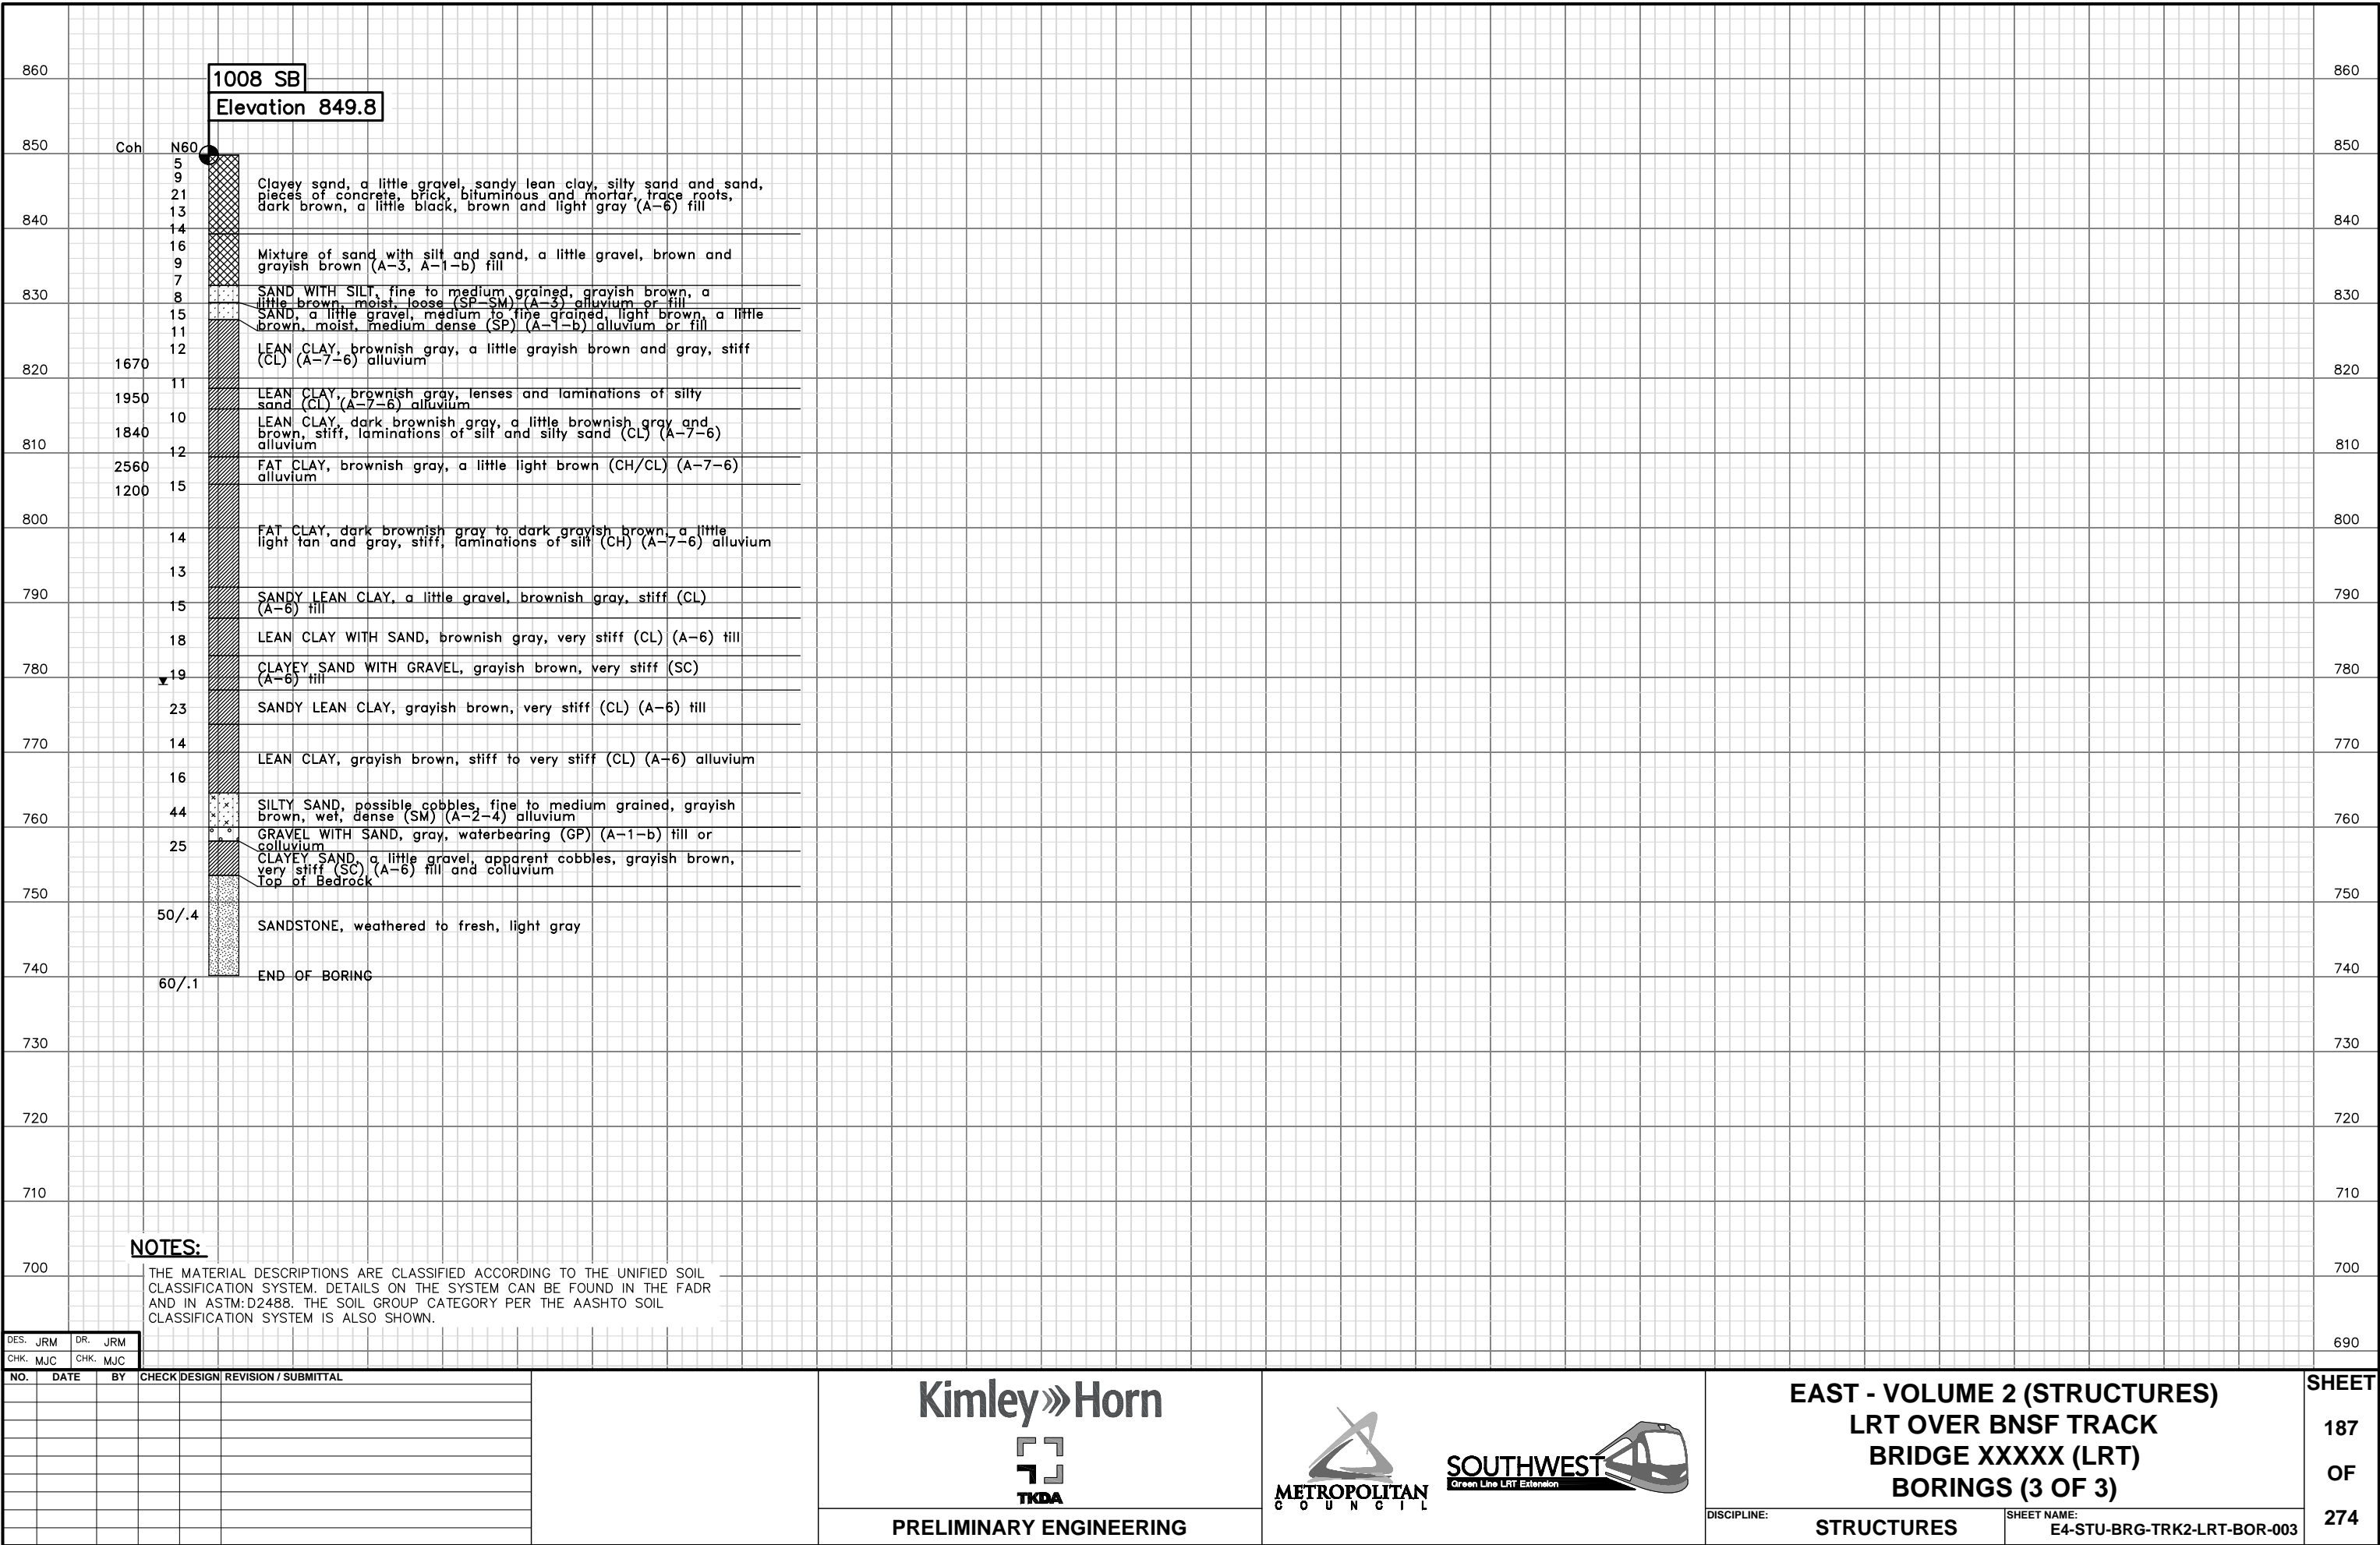 860
1008 SB
860
Elevation 849.8
850
Coh N60
850
5
9
21
13
14
Clayey sand, a little gravel, sandy lean clay, silty sand and sand,
pieces of concrete, brick, bituminous and mortar, trace roots,
dark brown, a little black, brown and light gray (A-6) fill
840
840
16
9
7
Mixture of sand with silt and sand, a little gravel, brown and
grayish brown (A-3, A-1-b) fill
830
830
8
SAND WITH SILT, fine to medium grained, grayish brown, a
little brown, moist, loose (SP-SM) (A-3) alluvium or fill
15
SAND, a little gravel, medium to fine grained, light brown, a little
brown, moist, medium dense (SP) (A-1-b) alluvium or fill
11
12
LEAN CLAY, brownish gray, a little grayish brown and gray, stiff
(CL) (A-7-6) alluvium
1670
820
820
11
1950
LEAN CLAY, brownish gray, lenses and laminations of silty
sand (CL) (A-7-6) alluvium
10
1840
LEAN CLAY, dark brownish gray, a little brownish gray and
brown, stiff, laminations of silt and silty sand (CL) (A-7-6)
alluvium
810
810
12
2560
FAT CLAY, brownish gray, a little light brown (CH/CL) (A-7-6)
alluvium
1200 15
800
800
14
FAT CLAY, dark brownish gray to dark grayish brown, a little
light tan and gray, stiff, laminations of silt (CH) (A-7-6) alluvium
13
790
790
15
SANDY LEAN CLAY, a little gravel, brownish gray, stiff (CL)
(A-6) till
18
LEAN CLAY WITH SAND, brownish gray, very stiff (CL) (A-6) till
780
780
19
CLAYEY SAND WITH GRAVEL, grayish brown, very stiff (SC)
(A-6) till
23
SANDY LEAN CLAY, grayish brown, very stiff (CL) (A-6) till
770
770
14
LEAN CLAY, grayish brown, stiff to very stiff (CL) (A-6) alluvium
16
760
760
44
SILTY SAND, possible cobbles, fine to medium grained, grayish
brown, wet, dense (SM) (A-2-4) alluvium
GRAVEL WITH SAND, gray, waterbearing (GP) (A-1-b) till or
colluvium
25
CLAYEY SAND, a little gravel, apparent cobbles, grayish brown,
very stiff (SC) (A-6) till and colluvium
Top of Bedrock
750
750
50/.4
SANDSTONE, weathered to fresh, light gray
740
740
END OF BORING
60/.1
730
730
720
720
710
710
NOTES:
700
700
THE MATERIAL DESCRIPTIONS ARE CLASSIFIED ACCORDING TO THE UNIFIED SOIL
CLASSIFICATION SYSTEM. DETAILS ON THE SYSTEM CAN BE FOUND IN THE FADR
AND IN ASTM:D2488. THE SOIL GROUP CATEGORY PER THE AASHTO SOIL
CLASSIFICATION SYSTEM IS ALSO SHOWN.
690
DES. JRM DR. JRM
CHK. MJC CHK. MJC
NO. DATE BY CHECK DESIGN REVISION / SUBMITTAL
Kimley»Horn
TKDA
PRELIMINARY ENGINEERING
METROPOLITAN
COUNCIL
SOUTHWEST
Green Line LRT Extension
EAST - VOLUME 2 (STRUCTURES)
LRT OVER BNSF TRACK
BRIDGE XXXXX (LRT)
BORINGS (3 OF 3)
DISCIPLINE:
STRUCTURES
SHEET NAME:
E4-STU-BRG-TRK2-LRT-BOR-003
SHEET
187
OF
274